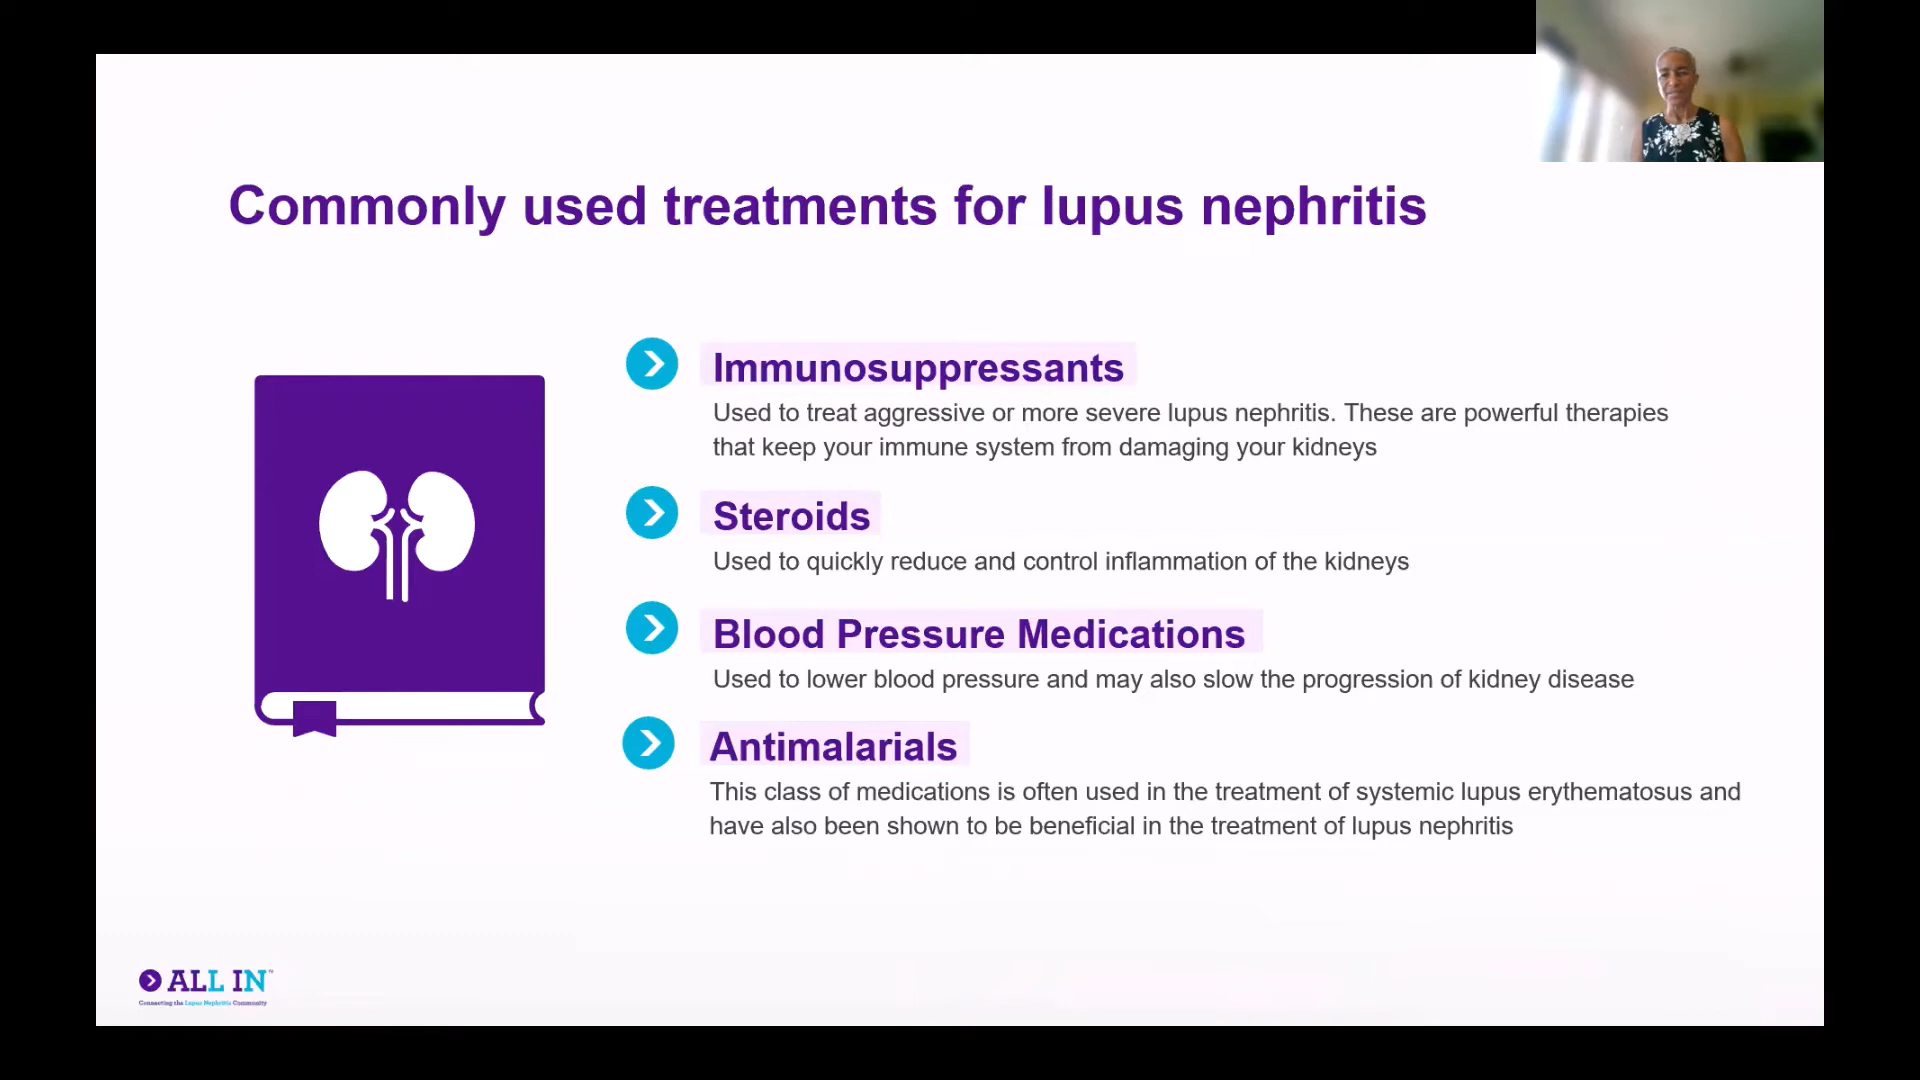 Commonly used treatments for lupus nephritis
Immunosuppressants
Used to treat aggressive or more severe lupus nephritis. These are powerful therapies
that keep your immune system from damaging your kidneys
Steroids
Used to quickly reduce and control inflammation of the kidneys
Blood Pressure Medications
Used to lower blood pressure and may also slow the progression of kidney disease
Antimalarials
This class of medications is often used in the treatment of systemic lupus erythematosus and
have also been shown to be beneficial in the treatment of lupus nephritis
ALL IN™
Connecting the Lupus Nephritis Community